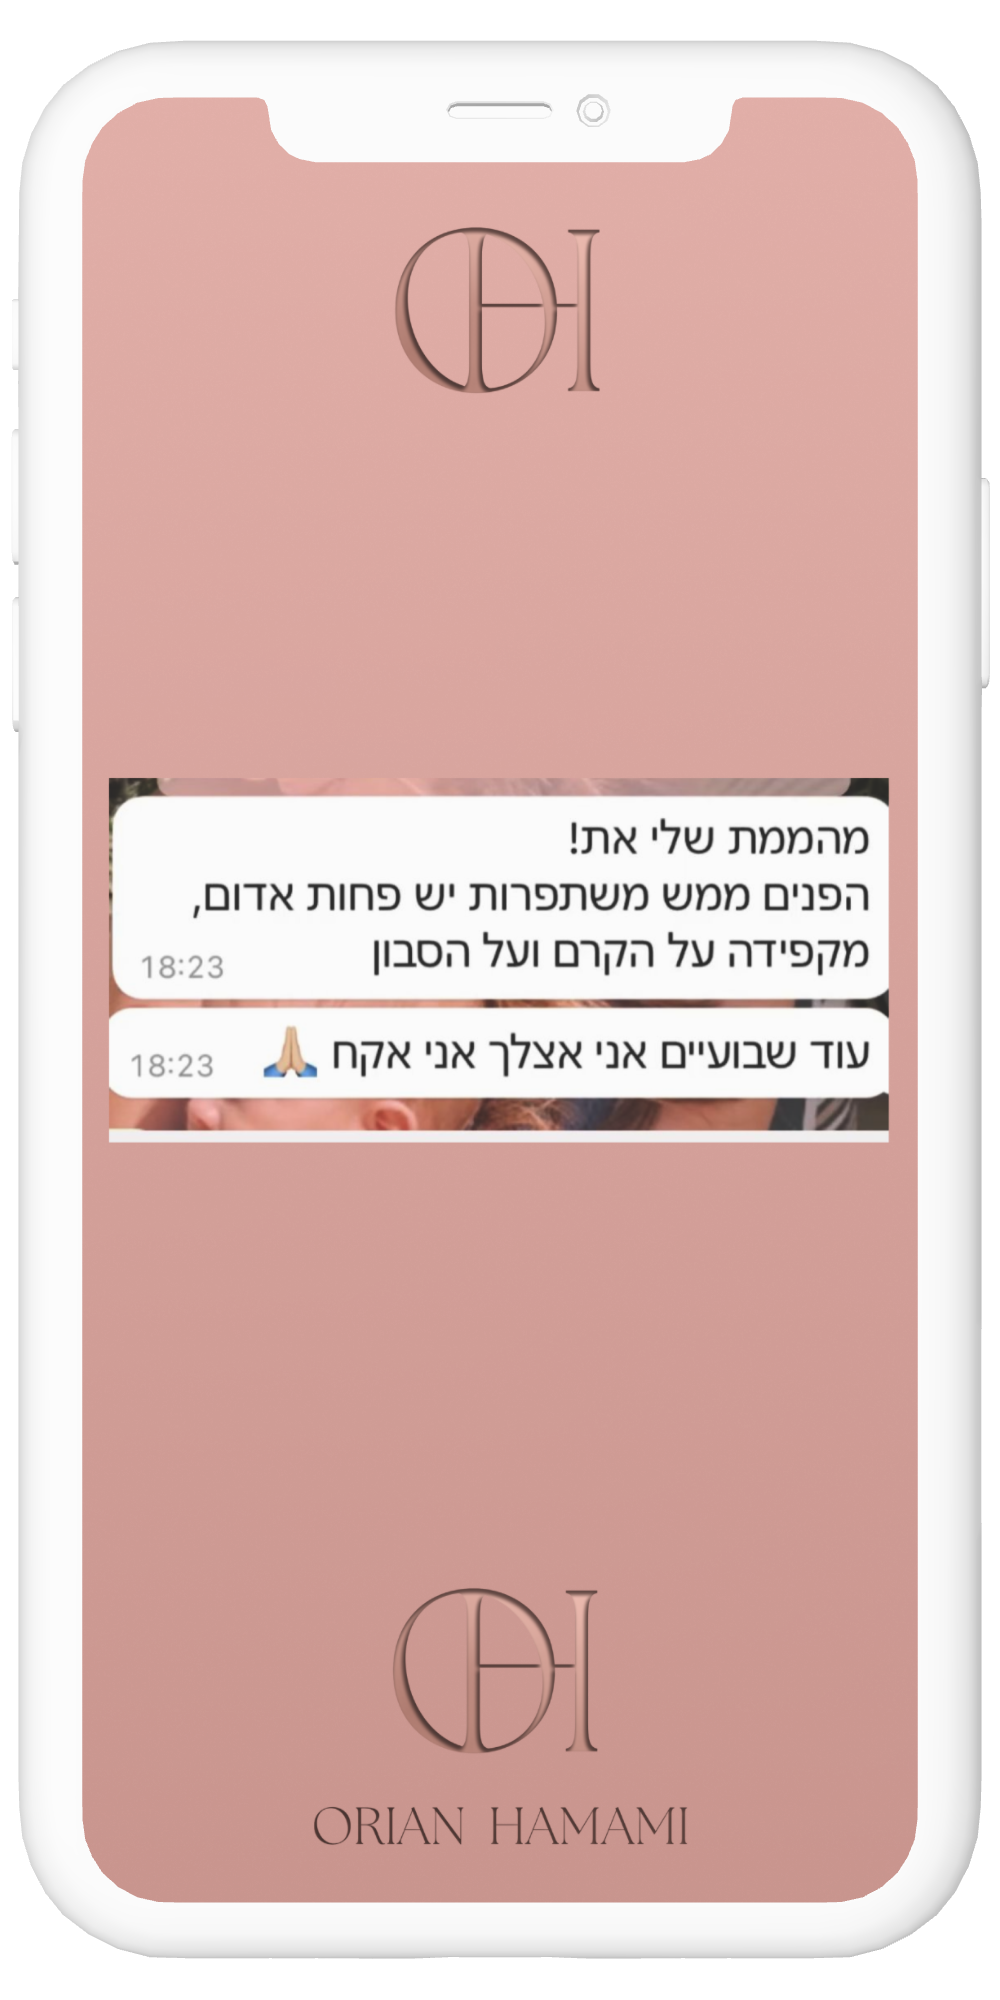 OH
מהממת שלי את!
הפנים ממש משתפרות יש פחות אדום,
מקפידה על הקרם ועל הסבון
18:23
עוד שבועיים אני אצלך אני אקח 🙏🏼
18:23
OH
ORIAN HAMAMI